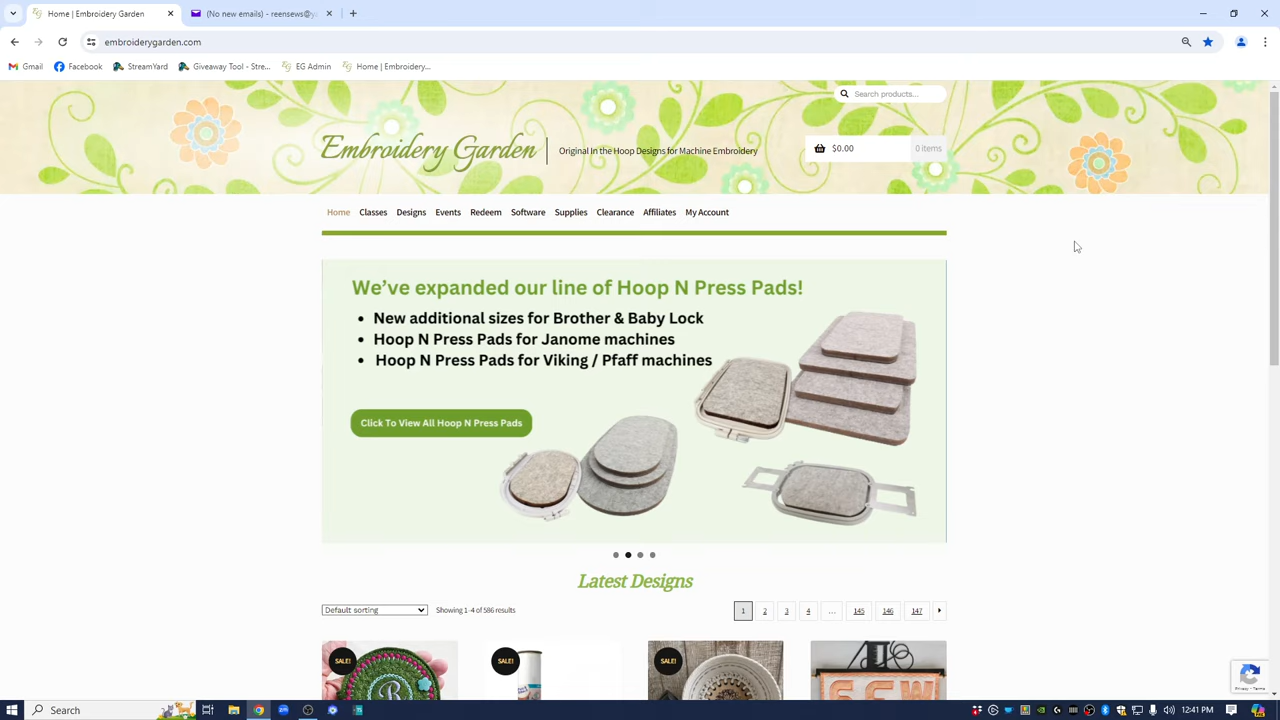 Home | Embroidery Garden
(No new emails) - reensews@y
embroiderygarden.com
Gmail
Facebook
StreamYard
Giveaway Tool - Stre...
EG Admin
Home | Embroidery...
Search products...
Embroidery Garden
Original In the Hoop Designs for Machine Embroidery
$0.00
0 items
Home Classes Designs Events Redeem Software Supplies Clearance Affiliates My Account
We've expanded our line of Hoop N Press Pads!
• New additional sizes for Brother & Baby Lock
• Hoop N Press Pads for Janome machines
• Hoop N Press Pads for Viking / Pfaff machines
Click To View All Hoop N Press Pads
Latest Designs
Default sorting
Showing 1-4 of 586 results
1 2 3 4 ... 145 146 147
SALE!
SALE!
SALE!
R
SEW
Privacy - Terms
Search
12:41 PM